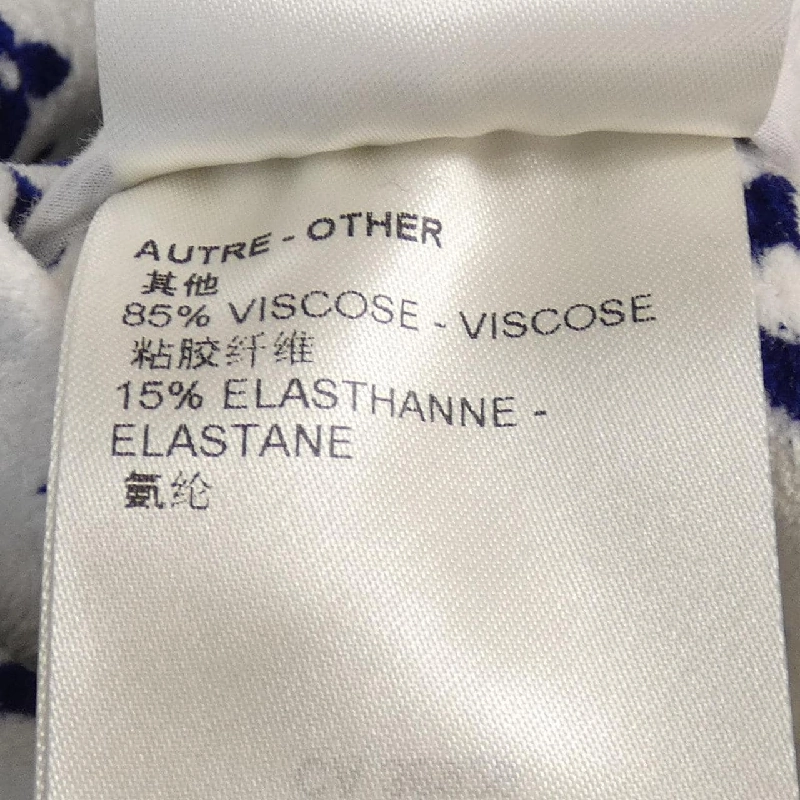 AUTRE - OTHER
其他
85% VISCOSE - VISCOSE
粘胶纤维
15% ELASTHANNE -
ELASTANE
氨纶